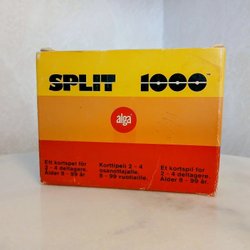 SPLIT 1000™
alga
Ett kortspel för
2 - 4 deltagare.
Ålder 8 - 99 år.
Korttipeli 2 - 4
osanottajalle.
8 - 99 vuotiaille.
Et kortspil for
2 - 4 deltagere.
Alder 8 - 99 år.